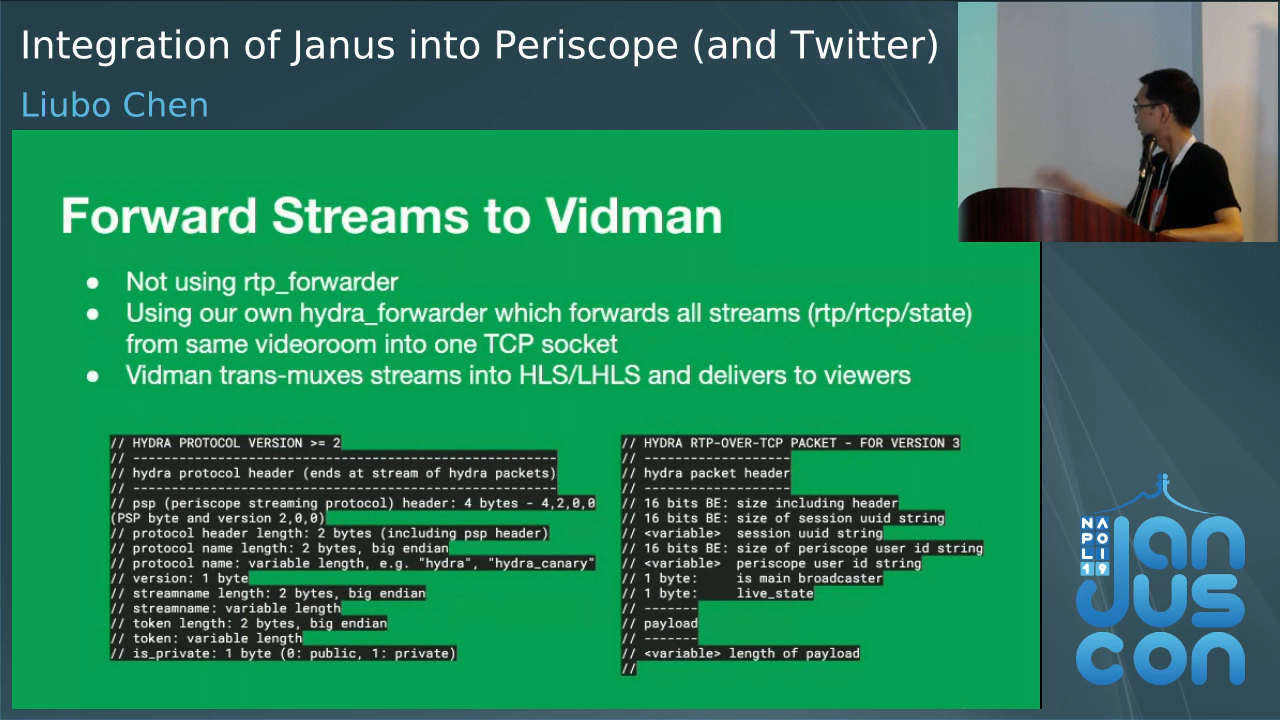 Integration of Janus into Periscope (and Twitter)
Liubo Chen
Forward Streams to Vidman
● Not using rtp_forwarder
● Using our own hydra_forwarder which forwards all streams (rtp/rtcp/state)
from same videoroom into one TCP socket
● Vidman trans-muxes streams into HLS/LHLS and delivers to viewers
// HYDRA PROTOCOL VERSION >= 2
// -------------------------------------------------------
// hydra protocol header (ends at stream of hydra packets)
// -------------------------------------------------------
// psp (periscope streaming protocol) header: 4 bytes - 4,2,0,0
(PSP byte and version 2,0,0)
// protocol header length: 2 bytes (including psp header)
// protocol name length: 2 bytes, big endian
// protocol name: variable length, e.g. "hydra", "hydra_canary"
// version: 1 byte
// streamname length: 2 bytes, big endian
// streamname: variable length
// token length: 2 bytes, big endian
// token: variable length
// is_private: 1 byte (0: public, 1: private)
// HYDRA RTP-OVER-TCP PACKET - FOR VERSION 3
// -------------------
// hydra packet header
// -------------------
// 16 bits BE: size including header
// 16 bits BE: size of session uuid string
// <variable>  session uuid string
// 16 bits BE: size of periscope user id string
// <variable>  periscope user id string
// 1 byte:     is main broadcaster
// 1 byte:     live_state
// -------
// payload
// -------
// <variable> length of payload
//
NAPOLI 19
Janus
con